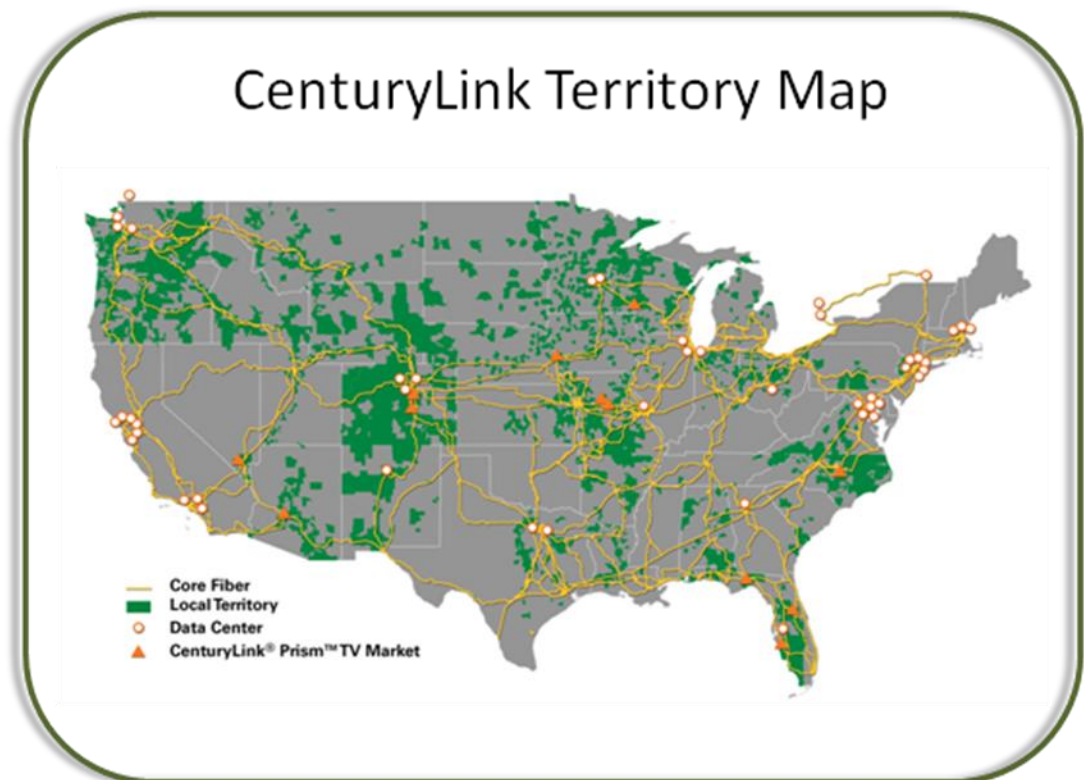 CenturyLink Territory Map
Core Fiber
Local Territory
Data Center
CenturyLink® Prism™ TV Market